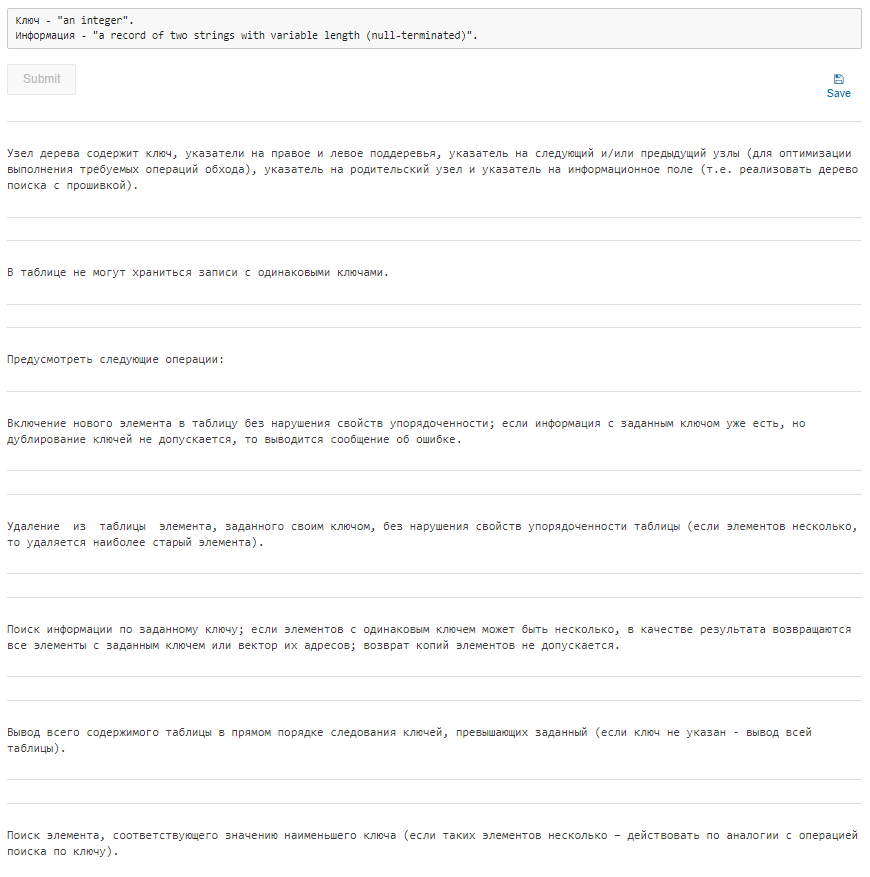 Ключ - "an integer".
Информация - "a record of two strings with variable length (null-terminated)".
Submit
Save
Узел дерева содержит ключ, указатели на правое и левое поддеревья, указатель на следующий и/или предыдущий узлы (для оптимизации
выполнения требуемых операций обхода), указатель на родительский узел и указатель на информационное поле (т.е. реализовать дерево
поиска с прошивкой).
В таблице не могут храниться записи с одинаковыми ключами.
Предусмотреть следующие операции:
Включение нового элемента в таблицу без нарушения свойств упорядоченности; если информация с заданным ключом уже есть, но
дублирование ключей не допускается, то выводится сообщение об ошибке.
Удаление  из  таблицы  элемента, заданного своим ключом, без нарушения свойств упорядоченности таблицы (если элементов несколько,
то удаляется наиболее старый элемента).
Поиск информации по заданному ключу; если элементов с одинаковым ключем может быть несколько, в качестве результата возвращаются
все элементы с заданным ключем или вектор их адресов; возврат копий элементов не допускается.
Вывод всего содержимого таблицы в прямом порядке следования ключей, превышающих заданный (если ключ не указан - вывод всей
таблицы).
Поиск элемента, соответствующего значению наименьшего ключа (если таких элементов несколько – действовать по аналогии с операцией
поиска по ключу).